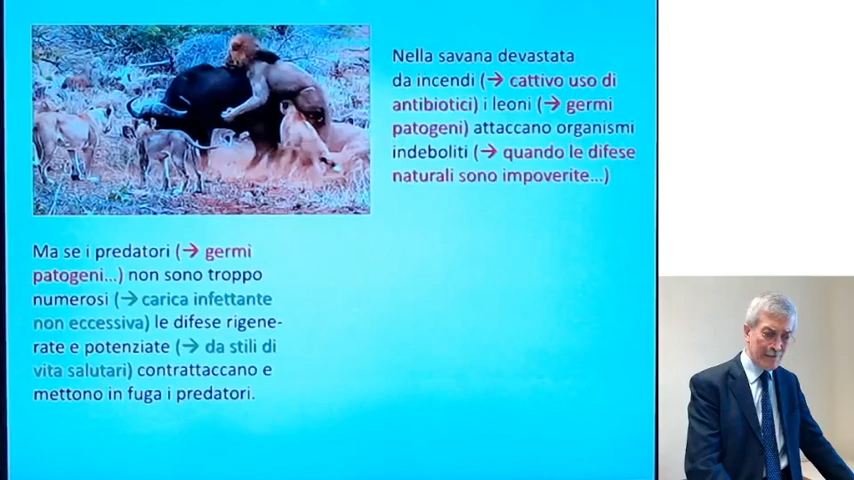 Nella savana devastata
da incendi (→ cattivo uso di
antibiotici) i leoni (→ germi
patogeni) attaccano organismi
indeboliti (→ quando le difese
naturali sono impoverite...)
Ma se i predatori (→ germi
patogeni...) non sono troppo
numerosi (→ carica infettante
non eccessiva) le difese rigene-
rate e potenziate (→ da stili di
vita salutari) contrattaccano e
mettono in fuga i predatori.